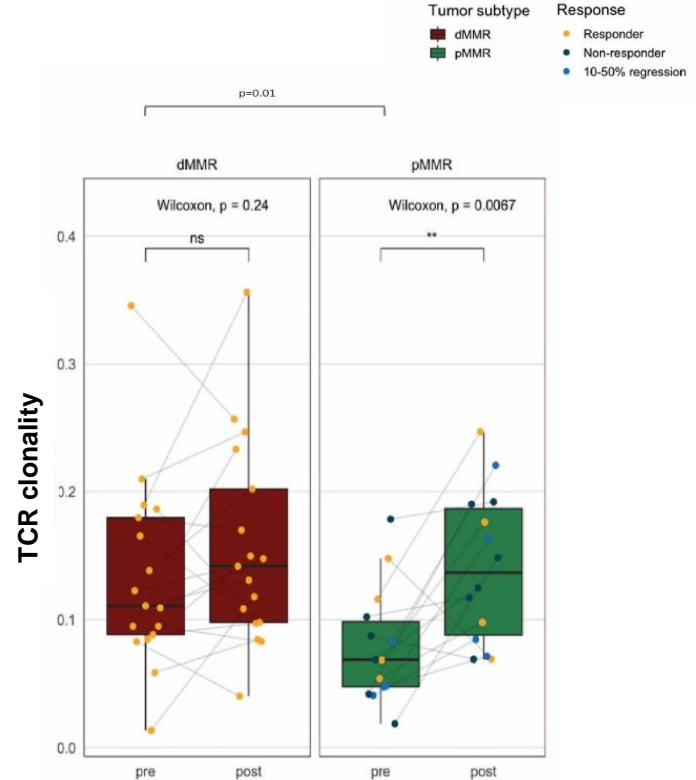 Tumor subtype
dMMR
pMMR
Response
Responder
Non-responder
10-50% regression
p=0.01
dMMR
pMMR
Wilcoxon, p = 0.24
Wilcoxon, p = 0.0067
ns
**
0.4
0.3
0.2
0.1
0.0
TCR clonality
pre
post
pre
post